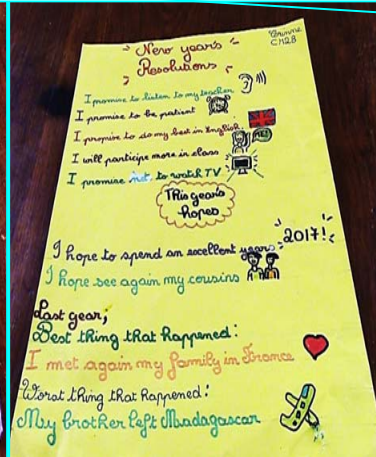 New year's
Resolutions
CM2B
I promise to listen to my teacher
I promise to be patient
I promise to do my best in English
I will participe more in class
I promise not to watch TV
This year's
hopes
I hope to spend an excellent years 2017!
I hope see again my cousins
Last year,
Best thing that happened:
I met again my family in France
Worst thing that happened:
My brother left Madagascar